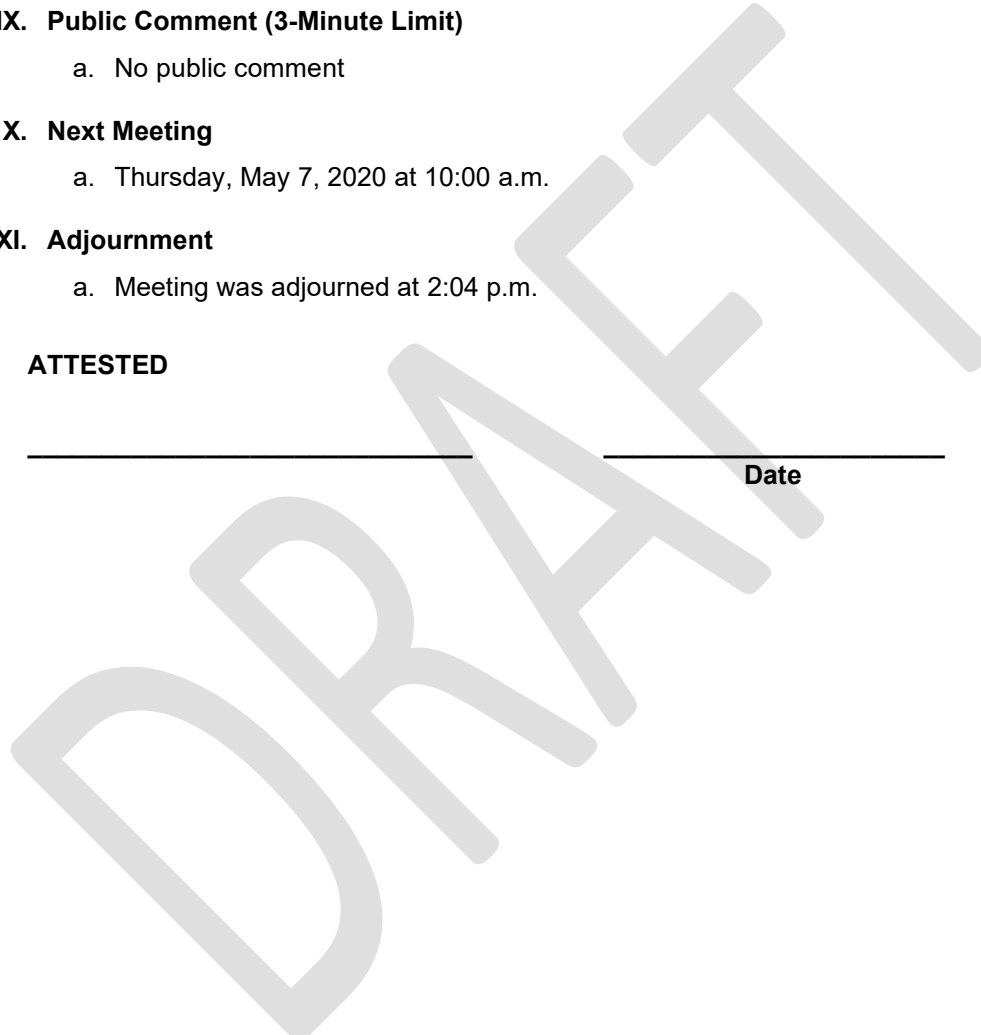 IX. Public Comment (3-Minute Limit)
a. No public comment
X. Next Meeting
a. Thursday, May 7, 2020 at 10:00 a.m.
XI. Adjournment
a. Meeting was adjourned at 2:04 p.m.
ATTESTED
Date
DRAFT